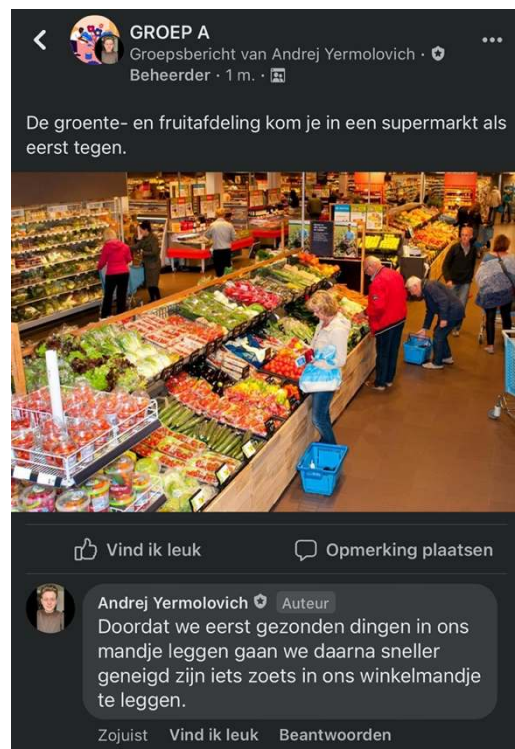 GROEP A
Groepsbericht van Andrej Yermolovich ·
Beheerder · 1 m. ·
De groente- en fruitafdeling kom je in een supermarkt als
eerst tegen.
Vind ik leuk
Opmerking plaatsen
Andrej Yermolovich Auteur
Doordat we eerst gezonden dingen in ons
mandje leggen gaan we daarna sneller
geneigd zijn iets zoets in ons winkelmandje
te leggen.
Zojuist Vind ik leuk Beantwoorden